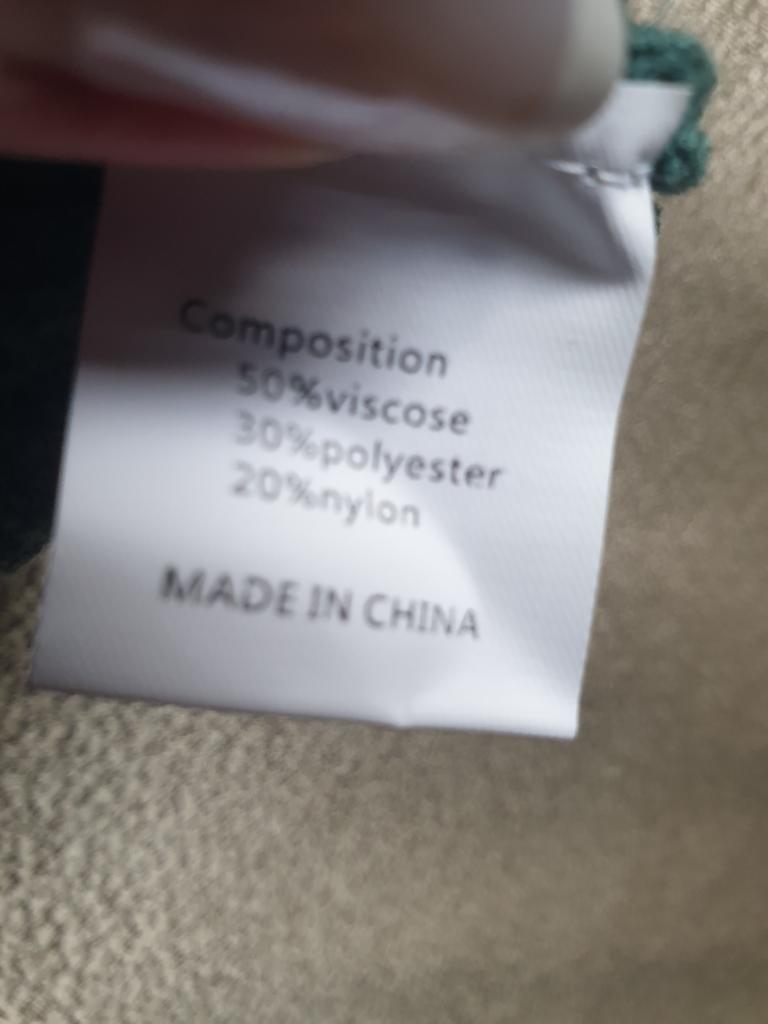 Composition
50%viscose
30%polyester
20%nylon
MADE IN CHINA